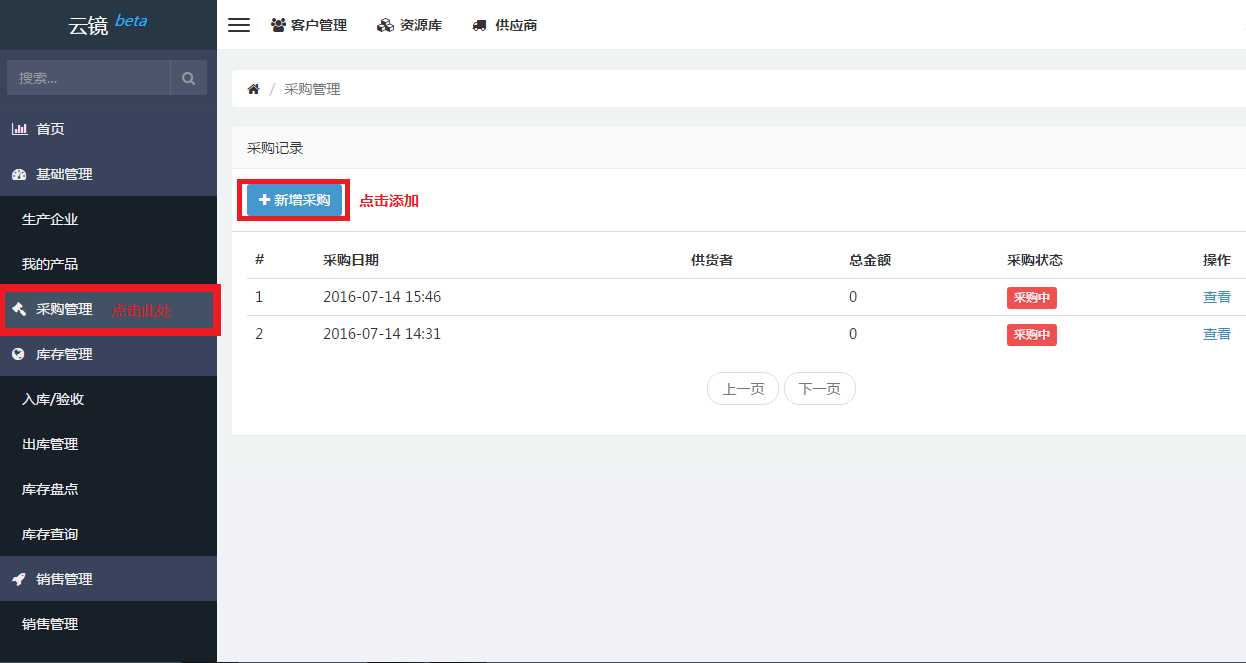 云镜 beta
客户管理 资源库 供应商
搜索...
首页
基础管理
生产企业
我的产品
采购管理 点击此处
库存管理
入库/验收
出库管理
库存盘点
库存查询
销售管理
销售管理
/ 采购管理
采购记录
新增采购 点击添加
# 采购日期 供货者 总金额 采购状态 操作
1 2016-07-14 15:46 0 采购中 查看
2 2016-07-14 14:31 0 采购中 查看
上一页 下一页